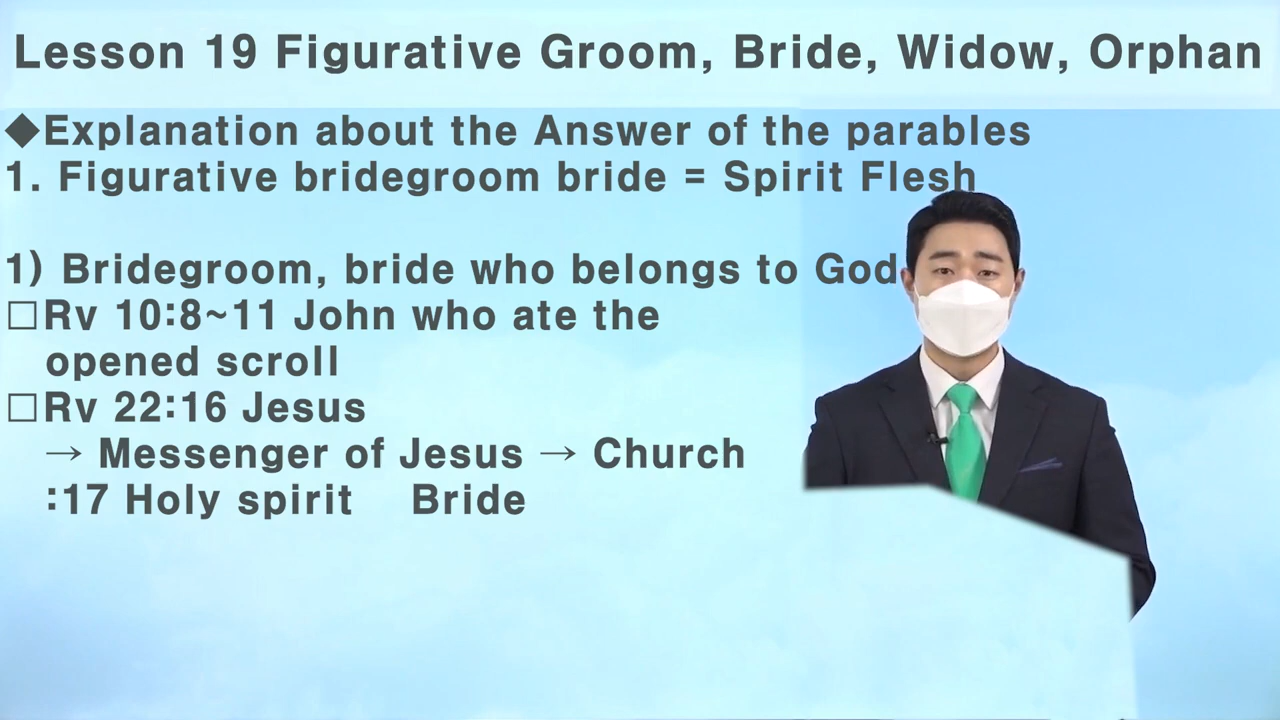 Lesson 19 Figurative Groom, Bride, Widow, Orphan
◆Explanation about the Answer of the parables
1. Figurative bridegroom bride = Spirit Flesh
1) Bridegroom, bride who belongs to God
□Rv 10:8~11 John who ate the
opened scroll
□Rv 22:16 Jesus
→ Messenger of Jesus → Church
:17 Holy spirit Bride